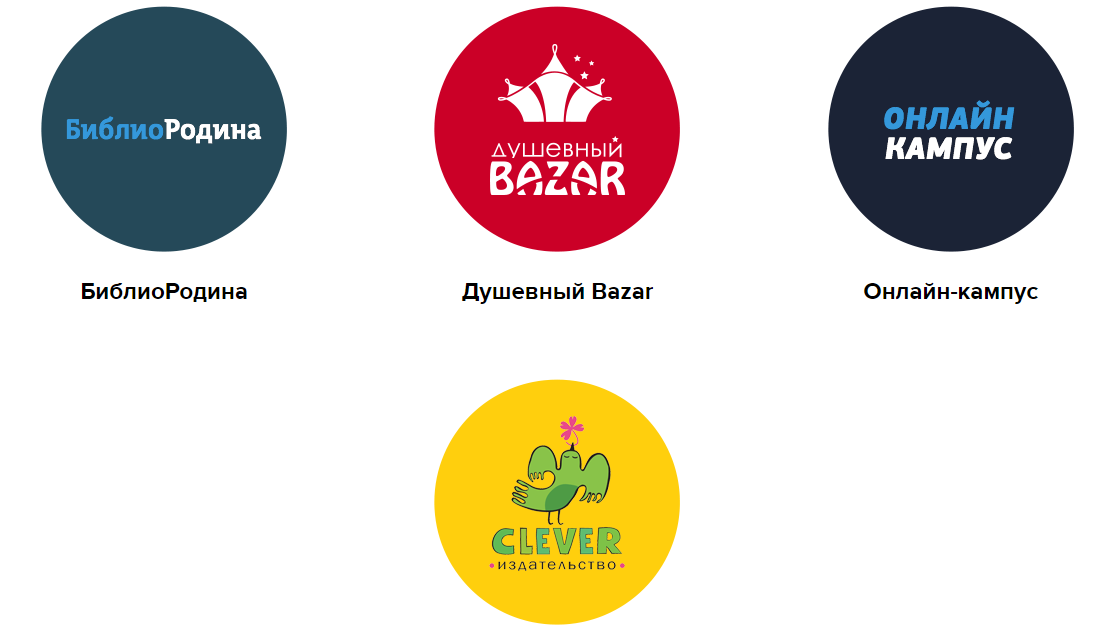 БиблиоРодина
душевный
BAZAR
ОНЛАЙН
КАМПУС
БиблиоРодина
Душевный Bazar
Онлайн-кампус
CLEVER
издательство